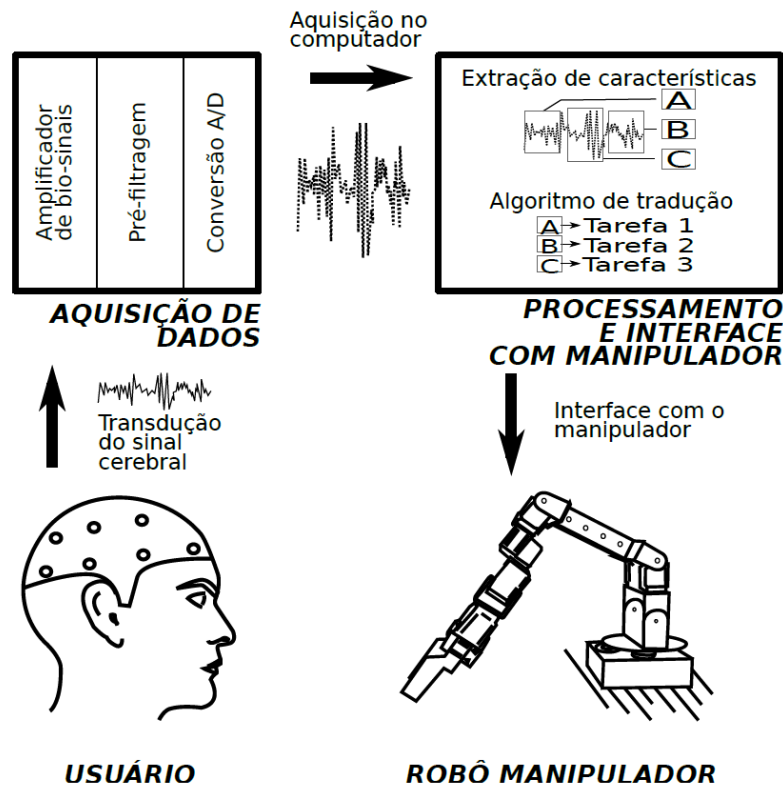 Aquisição no
computador
Amplificador
de bio-sinais
Pré-filtragem
Conversão A/D
Extração de características
A
B
C
Algoritmo de tradução
A Tarefa 1
B Tarefa 2
C Tarefa 3
AQUISIÇÃO DE
DADOS
PROCESSAMENTO
E INTERFACE
COM MANIPULADOR
Transdução
do sinal
cerebral
Interface com o
manipulador
USUÁRIO
ROBÔ MANIPULADOR